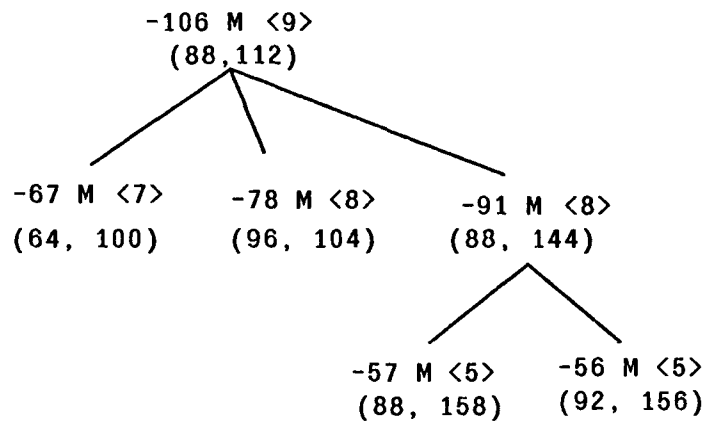 -106 M <9>
(88,112)
-67 M <7>
(64, 100)
-78 M <8>
(96, 104)
-91 M <8>
(88, 144)
-57 M <5>
(88, 158)
-56 M <5>
(92, 156)